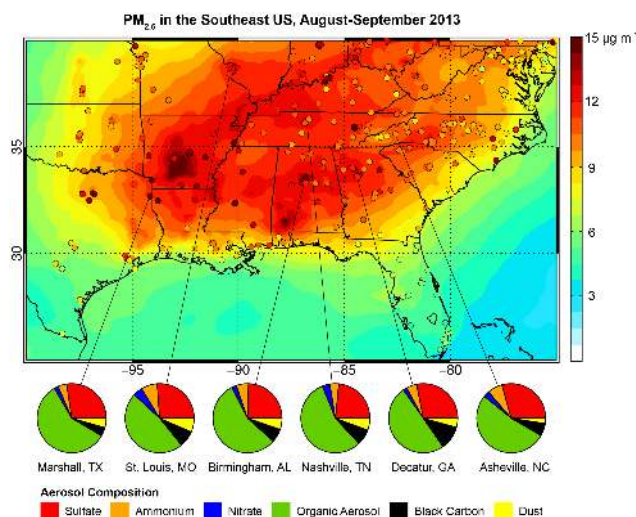 PM2.5 in the Southeast US, August-September 2013
15 μg m
12
9
6
3
35
30
−95
−90
−85
−80
Marshall, TX St. Louis, MO Birmingham, AL Nashville, TN Decatur, GA Asheville, NC
Aerosol Composition
Sulfate Ammonium Nitrate Organic Aerosol Black Carbon Dust